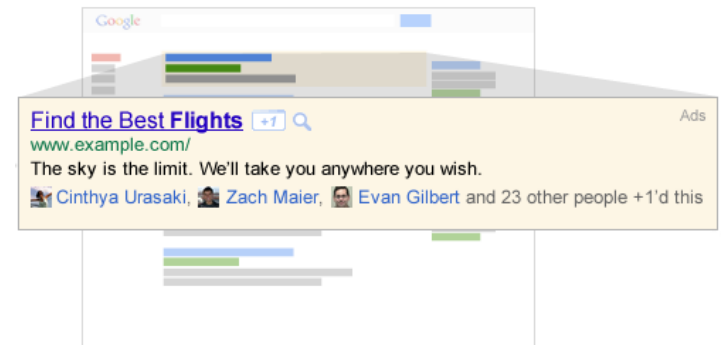 Google
Find the Best Flights +1
Ads
www.example.com/
The sky is the limit. We'll take you anywhere you wish.
Cinthya Urasaki, Zach Maier, Evan Gilbert and 23 other people +1'd this